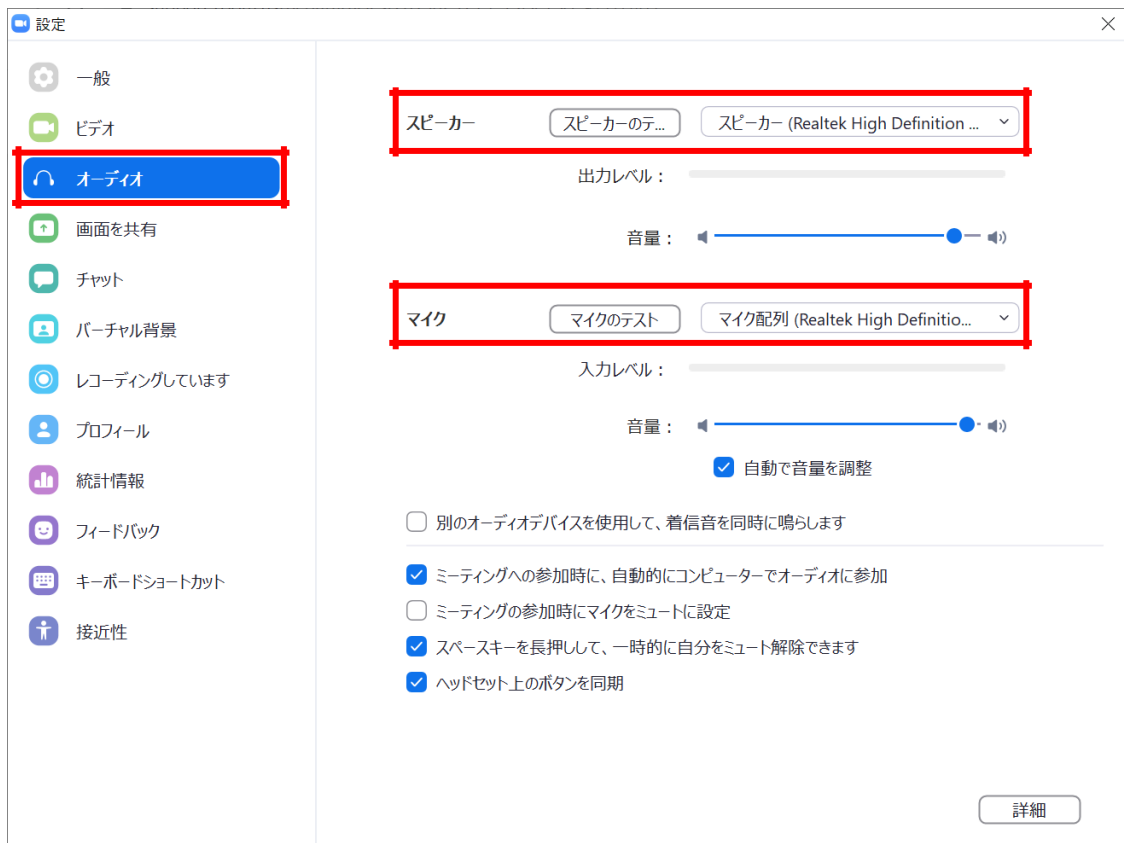 設定
一般
ビデオ
オーディオ
画面を共有
チャット
バーチャル背景
レコーディングしています
プロフィール
統計情報
フィードバック
キーボードショートカット
接近性
スピーカー スピーカーのテ... スピーカー (Realtek High Definition ...
出力レベル：
音量：
マイク マイクのテスト マイク配列 (Realtek High Definitio...
入力レベル：
音量：
自動で音量を調整
別のオーディオデバイスを使用して、着信音を同時に鳴らします
ミーティングへの参加時に、自動的にコンピューターでオーディオに参加
ミーティングの参加時にマイクをミュートに設定
スペースキーを長押しして、一時的に自分をミュート解除できます
ヘッドセット上のボタンを同期
詳細